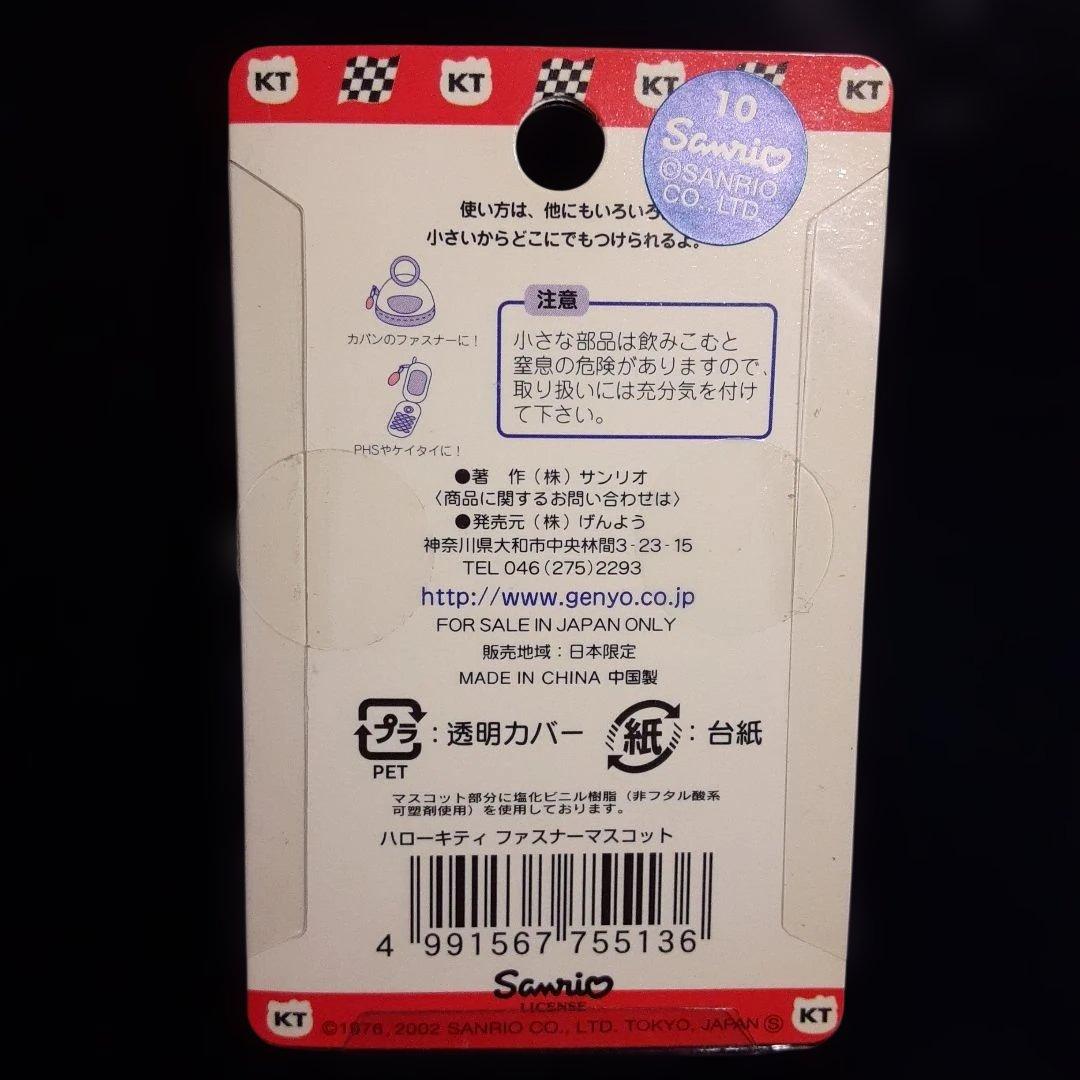 KT KT KT KT
10
Sanrio
©SANRIO
CO., LTD.
使い方は、他にもいろいろ
小さいからどこにでもつけられるよ。
カバンのファスナーに!
PHSやケイタイに!
注意
小さな部品は飲みこむと
窒息の危険がありますので、
取り扱いには充分気を付け
て下さい。
●著 作(株)サンリオ
〈商品に関するお問い合わせは〉
●発売元(株)げんよう
神奈川県大和市中央林間3-23-15
TEL 046(275)2293
http://www.genyo.co.jp
FOR SALE IN JAPAN ONLY
販売地域:日本限定
MADE IN CHINA 中国製
プラ:透明カバー 紙:台紙
PET
マスコット部分に塩化ビニル樹脂(非フタル酸系
可塑剤使用)を使用しております。
ハローキティ ファスナーマスコット
4 991567 755136
Sanrio
LICENSE
KT ©1976, 2002 SANRIO CO., LTD. TOKYO, JAPAN Ⓢ KT